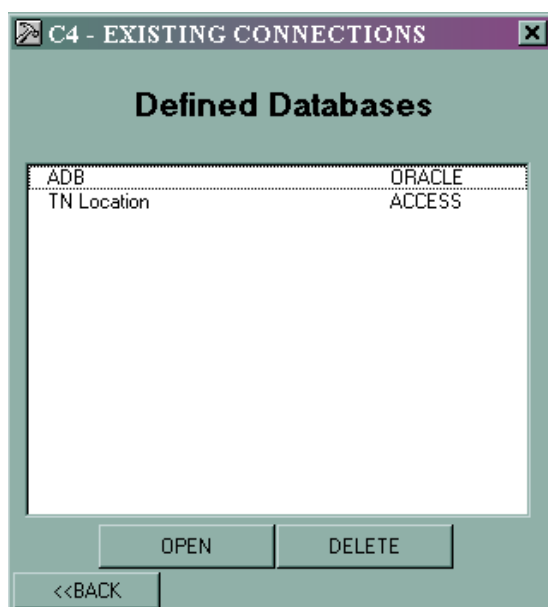 C4 - EXISTING CONNECTIONS
Defined Databases
ADB ORACLE
TN Location ACCESS
OPEN DELETE
<<BACK